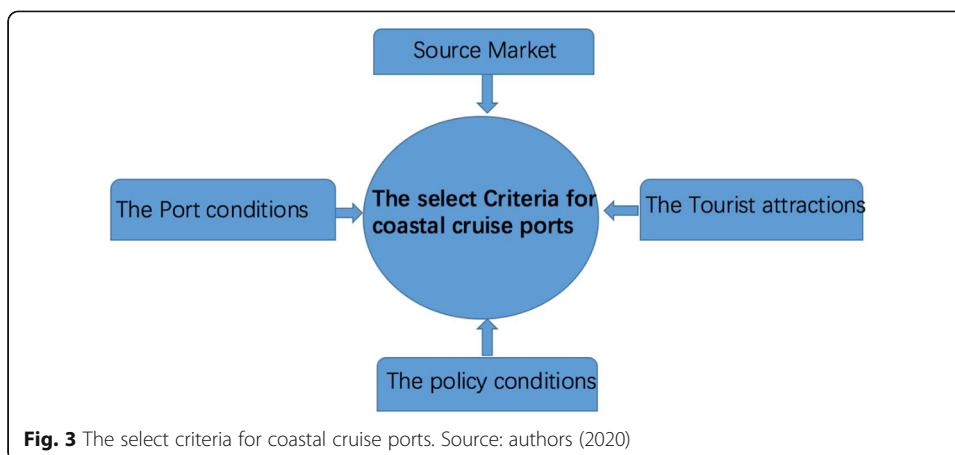 Source Market
The Port conditions
The select Criteria for
coastal cruise ports
The Tourist attractions
The policy conditions
Fig. 3 The select criteria for coastal cruise ports. Source: authors (2020)